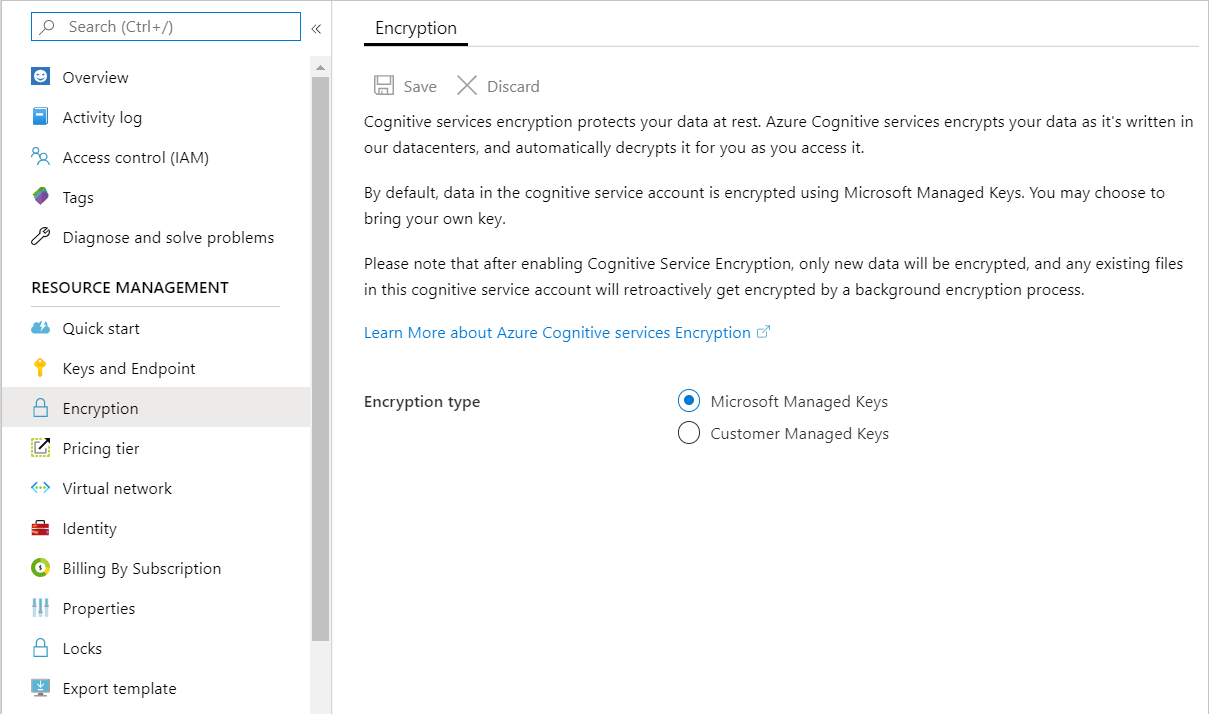 Search (Ctrl+/)
«
Overview
Activity log
Access control (IAM)
Tags
Diagnose and solve problems
RESOURCE MANAGEMENT
Quick start
Keys and Endpoint
Encryption
Pricing tier
Virtual network
Identity
Billing By Subscription
Properties
Locks
Export template
Encryption
Save
Discard
Cognitive services encryption protects your data at rest. Azure Cognitive services encrypts your data as it's written in
our datacenters, and automatically decrypts it for you as you access it.
By default, data in the cognitive service account is encrypted using Microsoft Managed Keys. You may choose to
bring your own key.
Please note that after enabling Cognitive Service Encryption, only new data will be encrypted, and any existing files
in this cognitive service account will retroactively get encrypted by a background encryption process.
Learn More about Azure Cognitive services Encryption
Encryption type
Microsoft Managed Keys
Customer Managed Keys